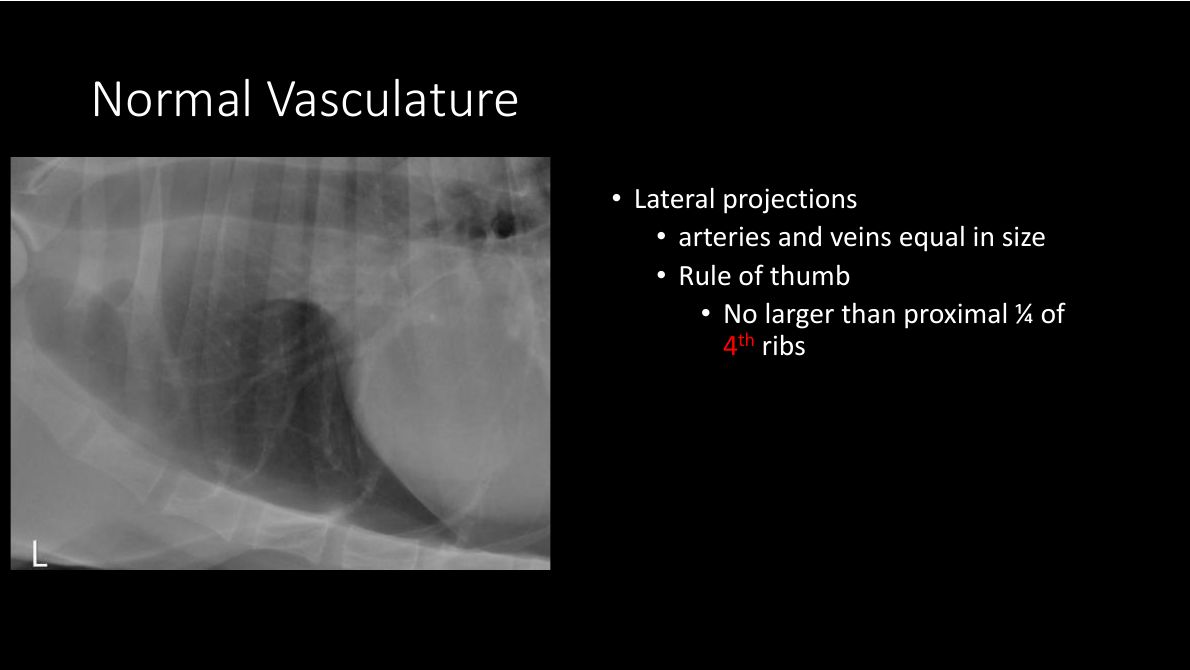 Normal Vasculature
• Lateral projections
• arteries and veins equal in size
• Rule of thumb
• No larger than proximal ¼ of
4th ribs
L